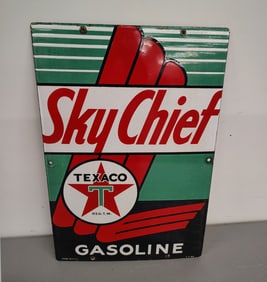 Sky Chief
TEXACO
T
REG. T. M.
GASOLINE